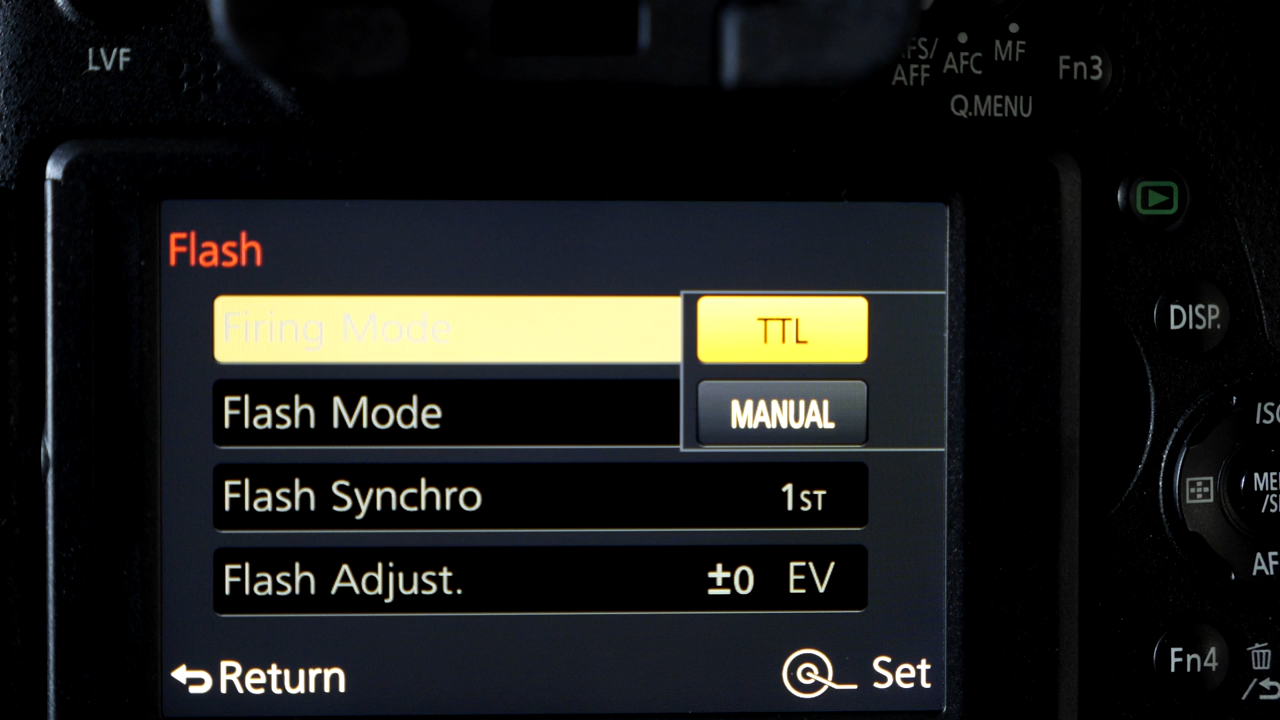 LVF
AFF
AFC
MF
Fn3
Q.MENU
Flash
Firing Mode
TTL
Flash Mode
MANUAL
DISP.
Flash Synchro
1ST
Flash Adjust.
±0 EV
Return
Set
Fn4